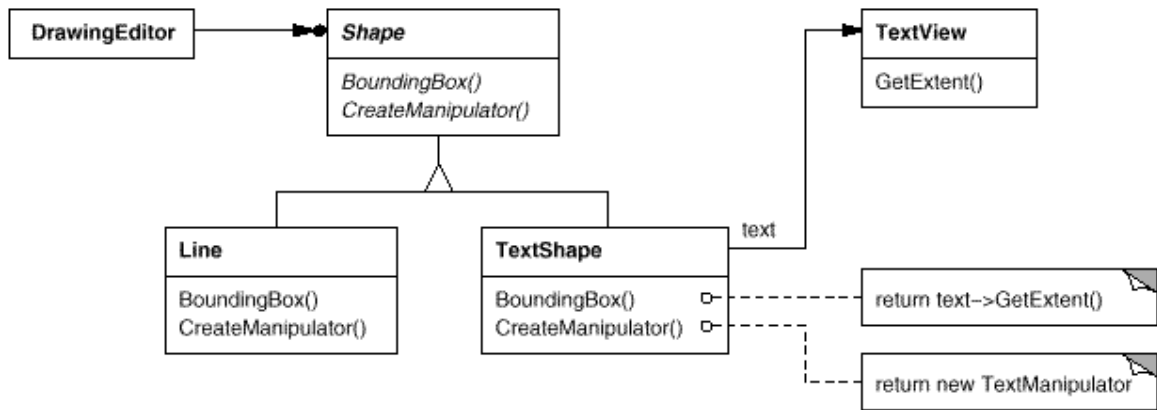 DrawingEditor
Shape
BoundingBox()
CreateManipulator()
TextView
GetExtent()
Line
BoundingBox()
CreateManipulator()
TextShape
BoundingBox()
CreateManipulator()
text
return text->GetExtent()
return new TextManipulator